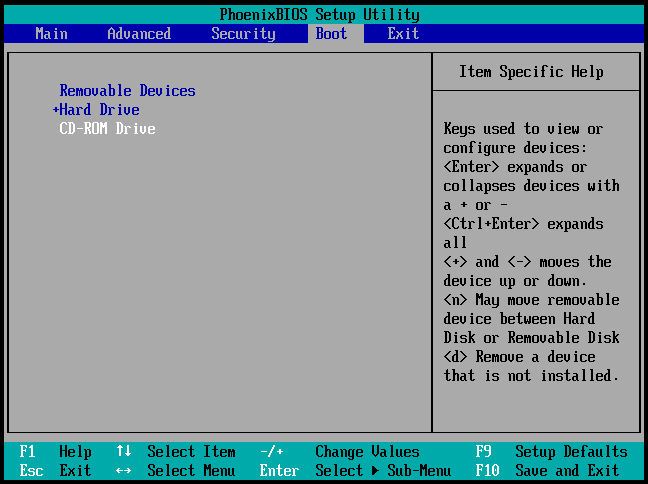 PhoenixBIOS Setup Utility
Main Advanced Security Boot Exit
Removable Devices
+Hard Drive
CD-ROM Drive
Item Specific Help
Keys used to view or
configure devices:
<Enter> expands or
collapses devices with
a + or -
<Ctrl+Enter> expands
all
<+> and <-> moves the
device up or down.
<n> May move removable
device between Hard
Disk or Removable Disk
<d> Remove a device
that is not installed.
F1 Help ↑↓ Select Item -/+ Change Values F9 Setup Defaults
Esc Exit ↔ Select Menu Enter Select ▶ Sub-Menu F10 Save and Exit